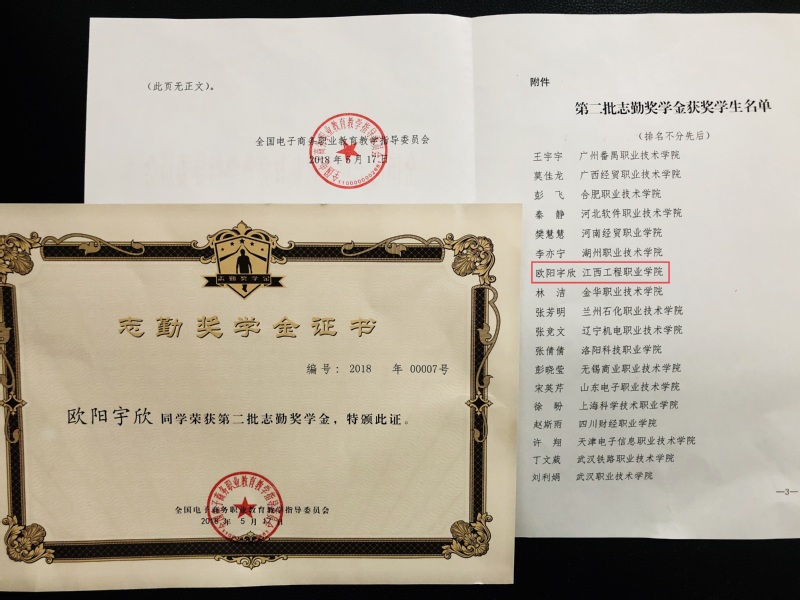 （此页无正文）。
全国电子商务职业教育教学指导委员会
2018 年 5 月 17 日
附件
第二批志勤奖学金获奖学生名单
（排名不分先后）
王宇宇 广州番禺职业技术学院
莫佳龙 广西经贸职业技术学院
彭 飞 合肥职业技术学院
秦 静 河北软件职业技术学院
樊慧慧 河南经贸职业学院
李亦宁 湖州职业技术学院
欧阳宇欣 江西工程职业学院
林 洁 金华职业技术学院
张芳明 兰州石化职业技术学院
张竞文 辽宁机电职业技术学院
张倩倩 洛阳科技职业学院
彭晓莹 无锡商业职业技术学院
宋英芹 山东电子职业技术学院
徐 盼 上海科学技术职业学院
赵斯雨 四川财经职业学院
许 翔 天津电子信息职业学院
丁文葳 武汉铁路职业技术学院
刘利娟 武汉职业技术学院
—3—
志勤奖学金
志勤奖学金证书
编号：2018 年 00007号
欧阳宇欣 同学荣获第二批志勤奖学金，特颁此证。
全国电子商务职业教育教学指导委员会
2018 年 5 月 17 日